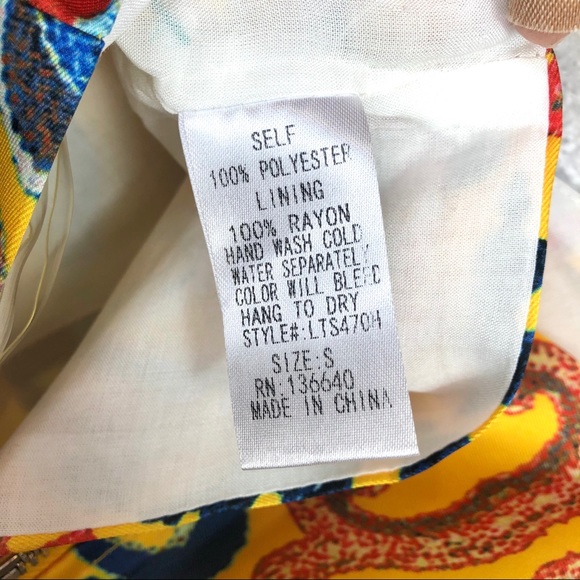 SELF
100% POLYESTER
LINING
100% RAYON
HAND WASH COLD
WATER SEPARATELY
COLOR WILL BLEED
HANG TO DRY
STYLE#:LTS470H
SIZE:S
RN:136640
MADE IN CHINA